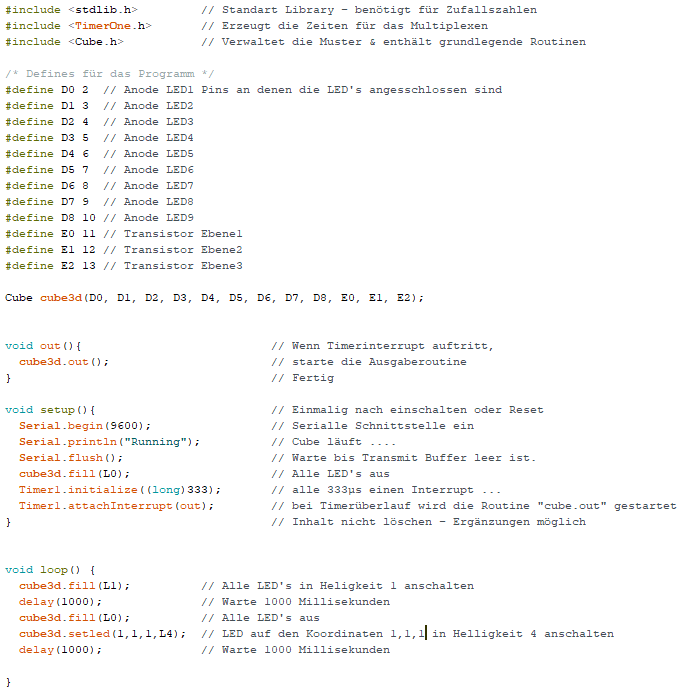 #include <stdlib.h>         // Standart Library - benötigt für Zufallszahlen
#include <TimerOne.h>       // Erzeugt die Zeiten für das Multiplexen
#include <Cube.h>           // Verwaltet die Muster & enthält grundlegende Routinen
/* Defines für das Programm */
#define D0 2  // Anode LED1 Pins an denen die LED's angesschlossen sind
#define D1 3  // Anode LED2
#define D2 4  // Anode LED3
#define D3 5  // Anode LED4
#define D4 6  // Anode LED5
#define D5 7  // Anode LED6
#define D6 8  // Anode LED7
#define D7 9  // Anode LED8
#define D8 10 // Anode LED9
#define E0 11 // Transistor Ebene1
#define E1 12 // Transistor Ebene2
#define E2 13 // Transistor Ebene3
Cube cube3d(D0, D1, D2, D3, D4, D5, D6, D7, D8, E0, E1, E2);
void out(){                           // Wenn Timerinterrupt auftritt,
  cube3d.out();                       // starte die Ausgaberoutine
}                                     // Fertig
void setup(){                         // Einmalig nach einschalten oder Reset
  Serial.begin(9600);                 // Serialle Schnittstelle ein
  Serial.println("Running");          // Cube läuft ....
  Serial.flush();                     // Warte bis Transmit Buffer leer ist.
  cube3d.fill(L0);                    // Alle LED's aus
  Timer1.initialize((long)333);       // alle 333µs einen Interrupt ...
  Timer1.attachInterrupt(out);        // bei Timerüberlauf wird die Routine "cube.out" gestartet
}                                     // Inhalt nicht löschen - Ergänzungen möglich
void loop() {
  cube3d.fill(L1);          // Alle LED's in Heligkeit 1 anschalten
  delay(1000);              // Warte 1000 Millisekunden
  cube3d.fill(L0);          // Alle LED's aus
  cube3d.setled(1,1,1,L4);  // LED auf den Koordinaten 1,1,1 in Helligkeit 4 anschalten
  delay(1000);              // Warte 1000 Millisekunden
}